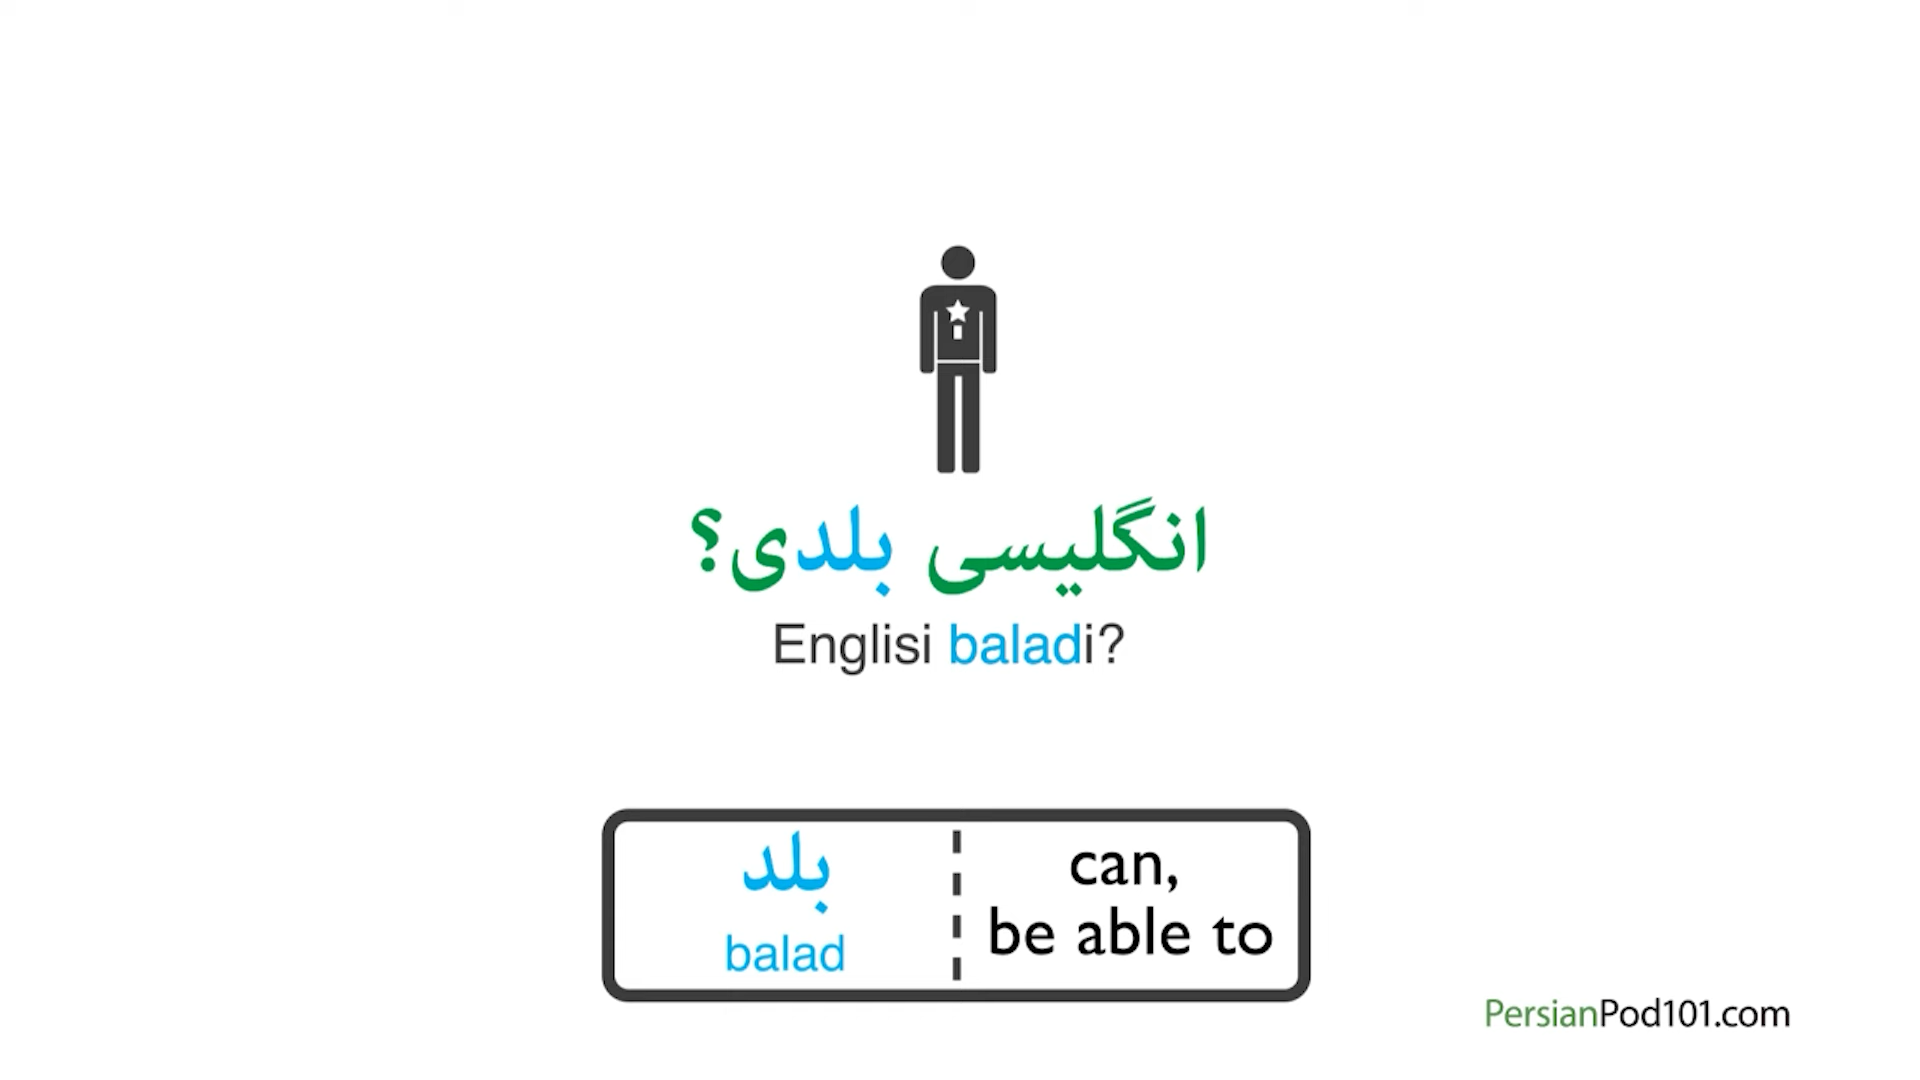 انگلیسی بلدی؟
Englisi baladi?
بلد
balad
can,
be able to
PersianPod101.com